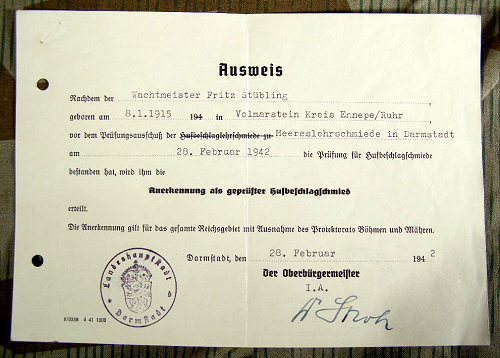 Ausweis
Nachdem der Wachtmeister Fritz Stübling
geboren am 8.1.1915 194 in Volmarstein Kreis Ennepe/Ruhr
vor dem Prüfungsausschuß der Hufbeschlaglehrschmiede zu Heereslehrschmiede in Darmstadt
am 28. Februar 1942 die Prüfung für Hufbeschlagschmiede
bestanden hat, wird ihm die
Anerkennung als geprüfter Hufbeschlagschmied
erteilt.
Die Anerkennung gilt für das gesamte Reichsgebiet mit Ausnahme des Protektorats Böhmen und Mähren.
Darmstadt, den 28. Februar 1942
Der Oberbürgermeister
I.A.
Landeshauptstadt
Darmstadt
4 41 1000